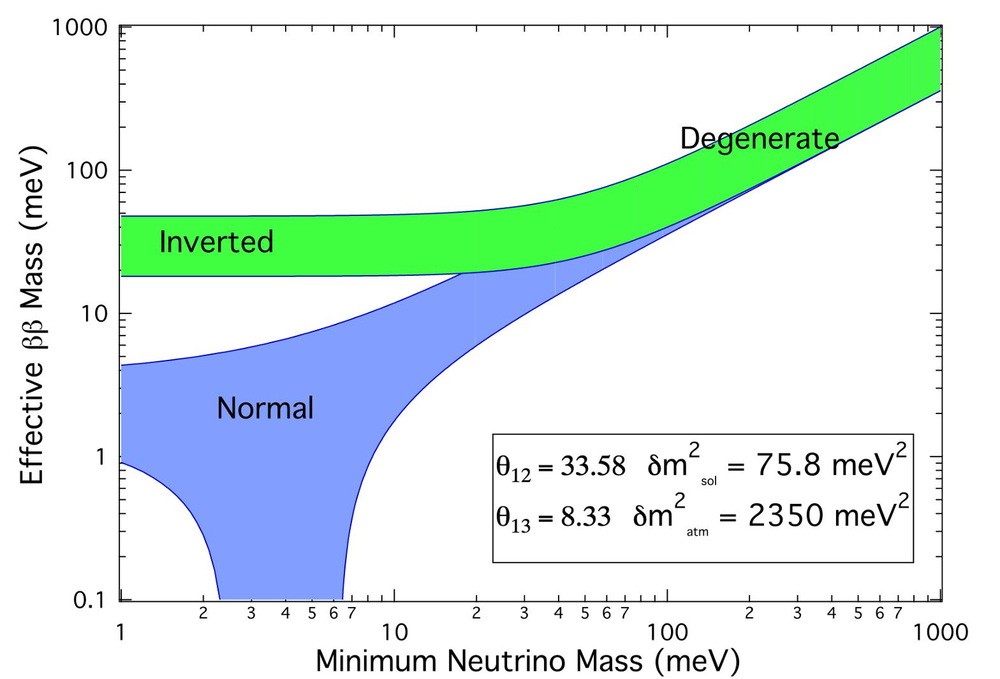 1000
100
10
1
0.1
Effective ββ Mass (meV)
Degenerate
Inverted
Normal
θ12 = 33.58 δm²sol = 75.8 meV²
θ13 = 8.33 δm²atm = 2350 meV²
2 3 4 5 6 7 2 3 4 5 6 7 2 3 4 5 6 7
1 10 100 1000
Minimum Neutrino Mass (meV)